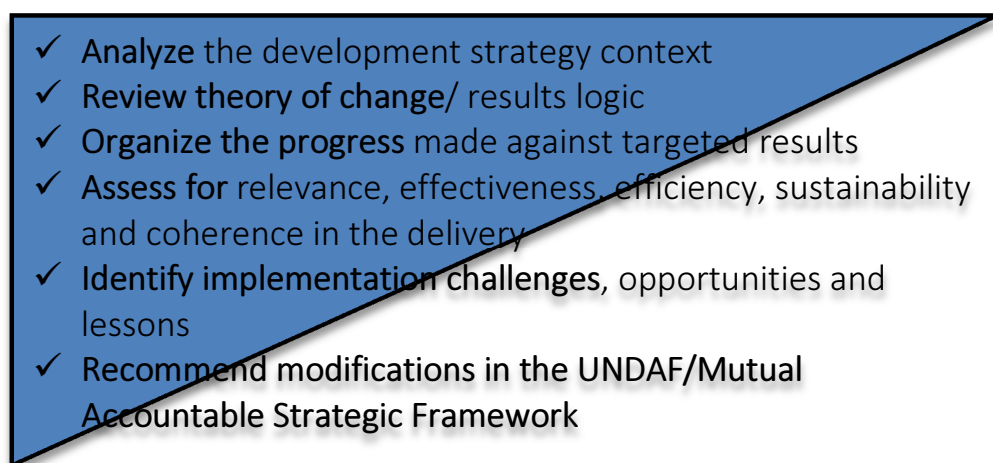 ✓ Analyze the development strategy context
✓ Review theory of change/ results logic
✓ Organize the progress made against targeted results
✓ Assess for relevance, effectiveness, efficiency, sustainability
and coherence in the delivery
✓ Identify implementation challenges, opportunities and
lessons
✓ Recommend modifications in the UNDAF/Mutual
Accountable Strategic Framework